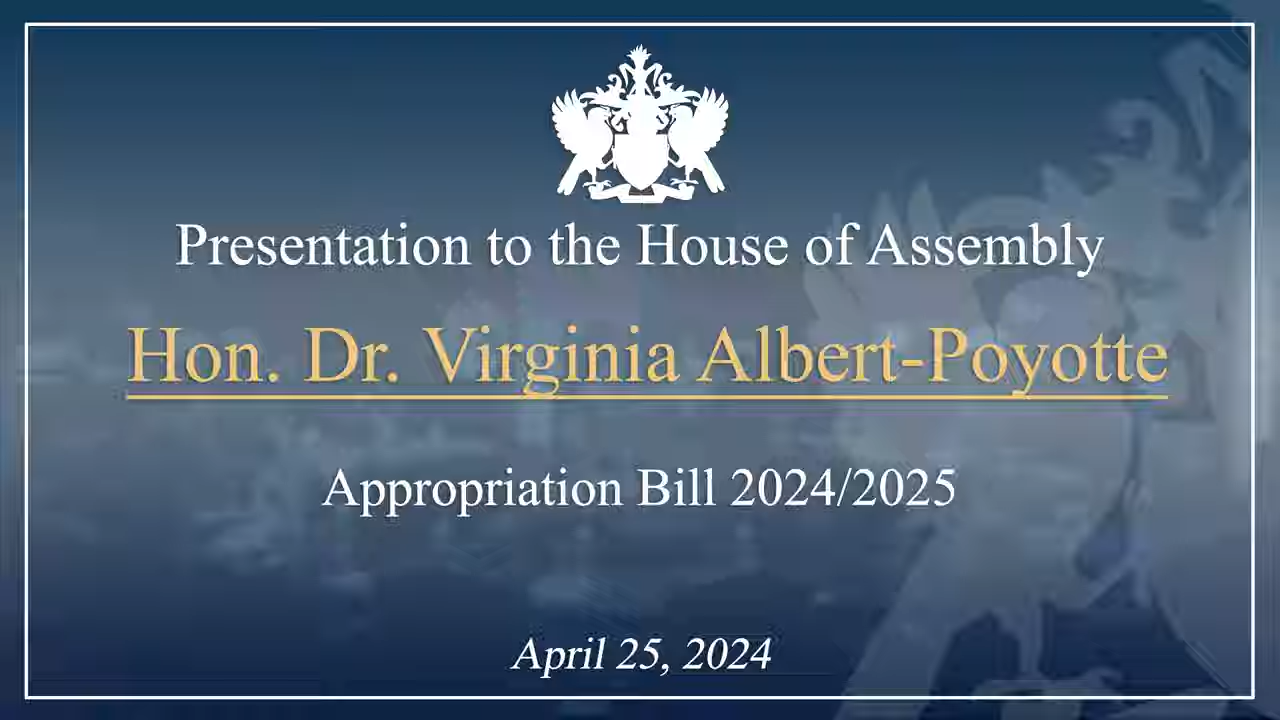 Presentation to the House of Assembly
Hon. Dr. Virginia Albert-Poyotte
Appropriation Bill 2024/2025
April 25, 2024